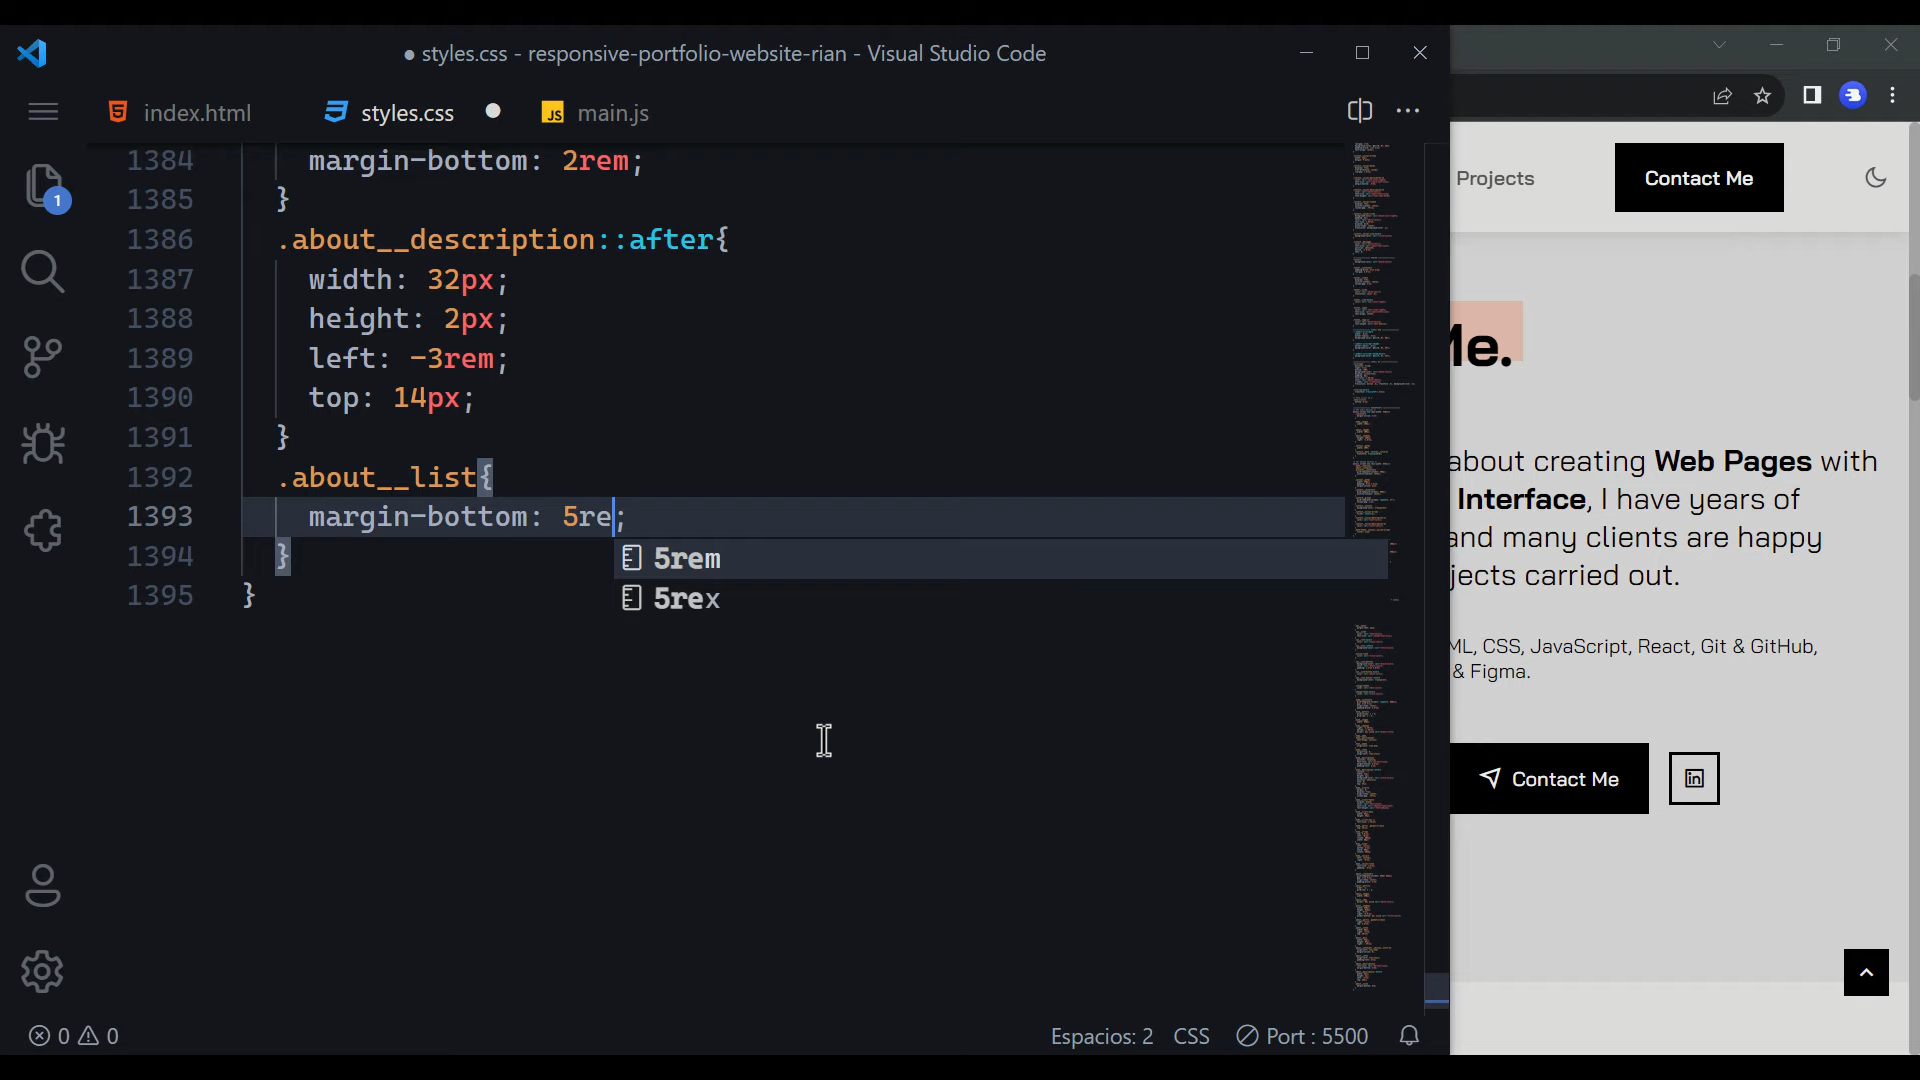 ● styles.css - responsive-portfolio-website-rian - Visual Studio Code
index.html
styles.css
main.js
1384 margin-bottom: 2rem;
1385 }
1386 .about__description::after{
1387 width: 32px;
1388 height: 2px;
1389 left: -3rem;
1390 top: 14px;
1391 }
1392 .about__list{
1393 margin-bottom: 5re;
1394 }
1395 }
5rem
5rex
1
0 0
Espacios: 2 CSS Port : 5500
Projects
Contact Me
Me.
about creating Web Pages with
Interface, I have years of
and many clients are happy
jects carried out.
ML, CSS, JavaScript, React, Git & GitHub,
& Figma.
Contact Me
in